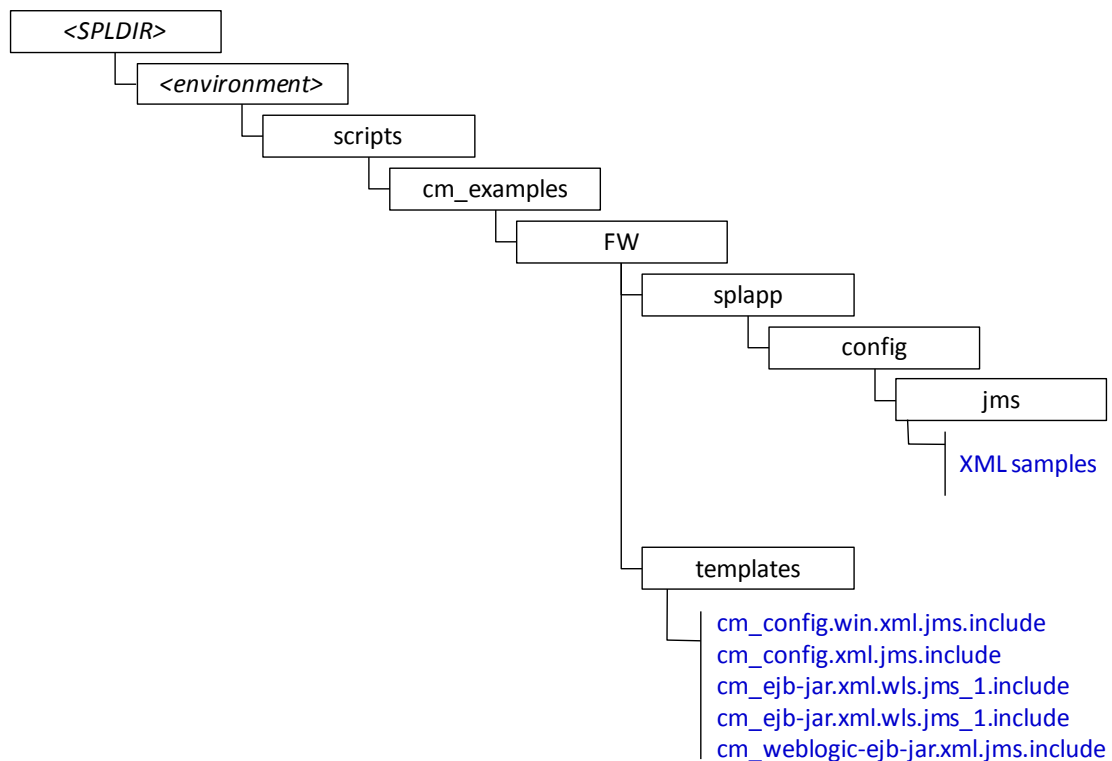 <SPLDIR>
<environment>
scripts
cm_examples
FW
splapp
config
jms
XML samples
templates
cm_config.win.xml.jms.include
cm_config.xml.jms.include
cm_ejb-jar.xml.wls.jms_1.include
cm_ejb-jar.xml.wls.jms_1.include
cm_weblogic-ejb-jar.xml.jms.include